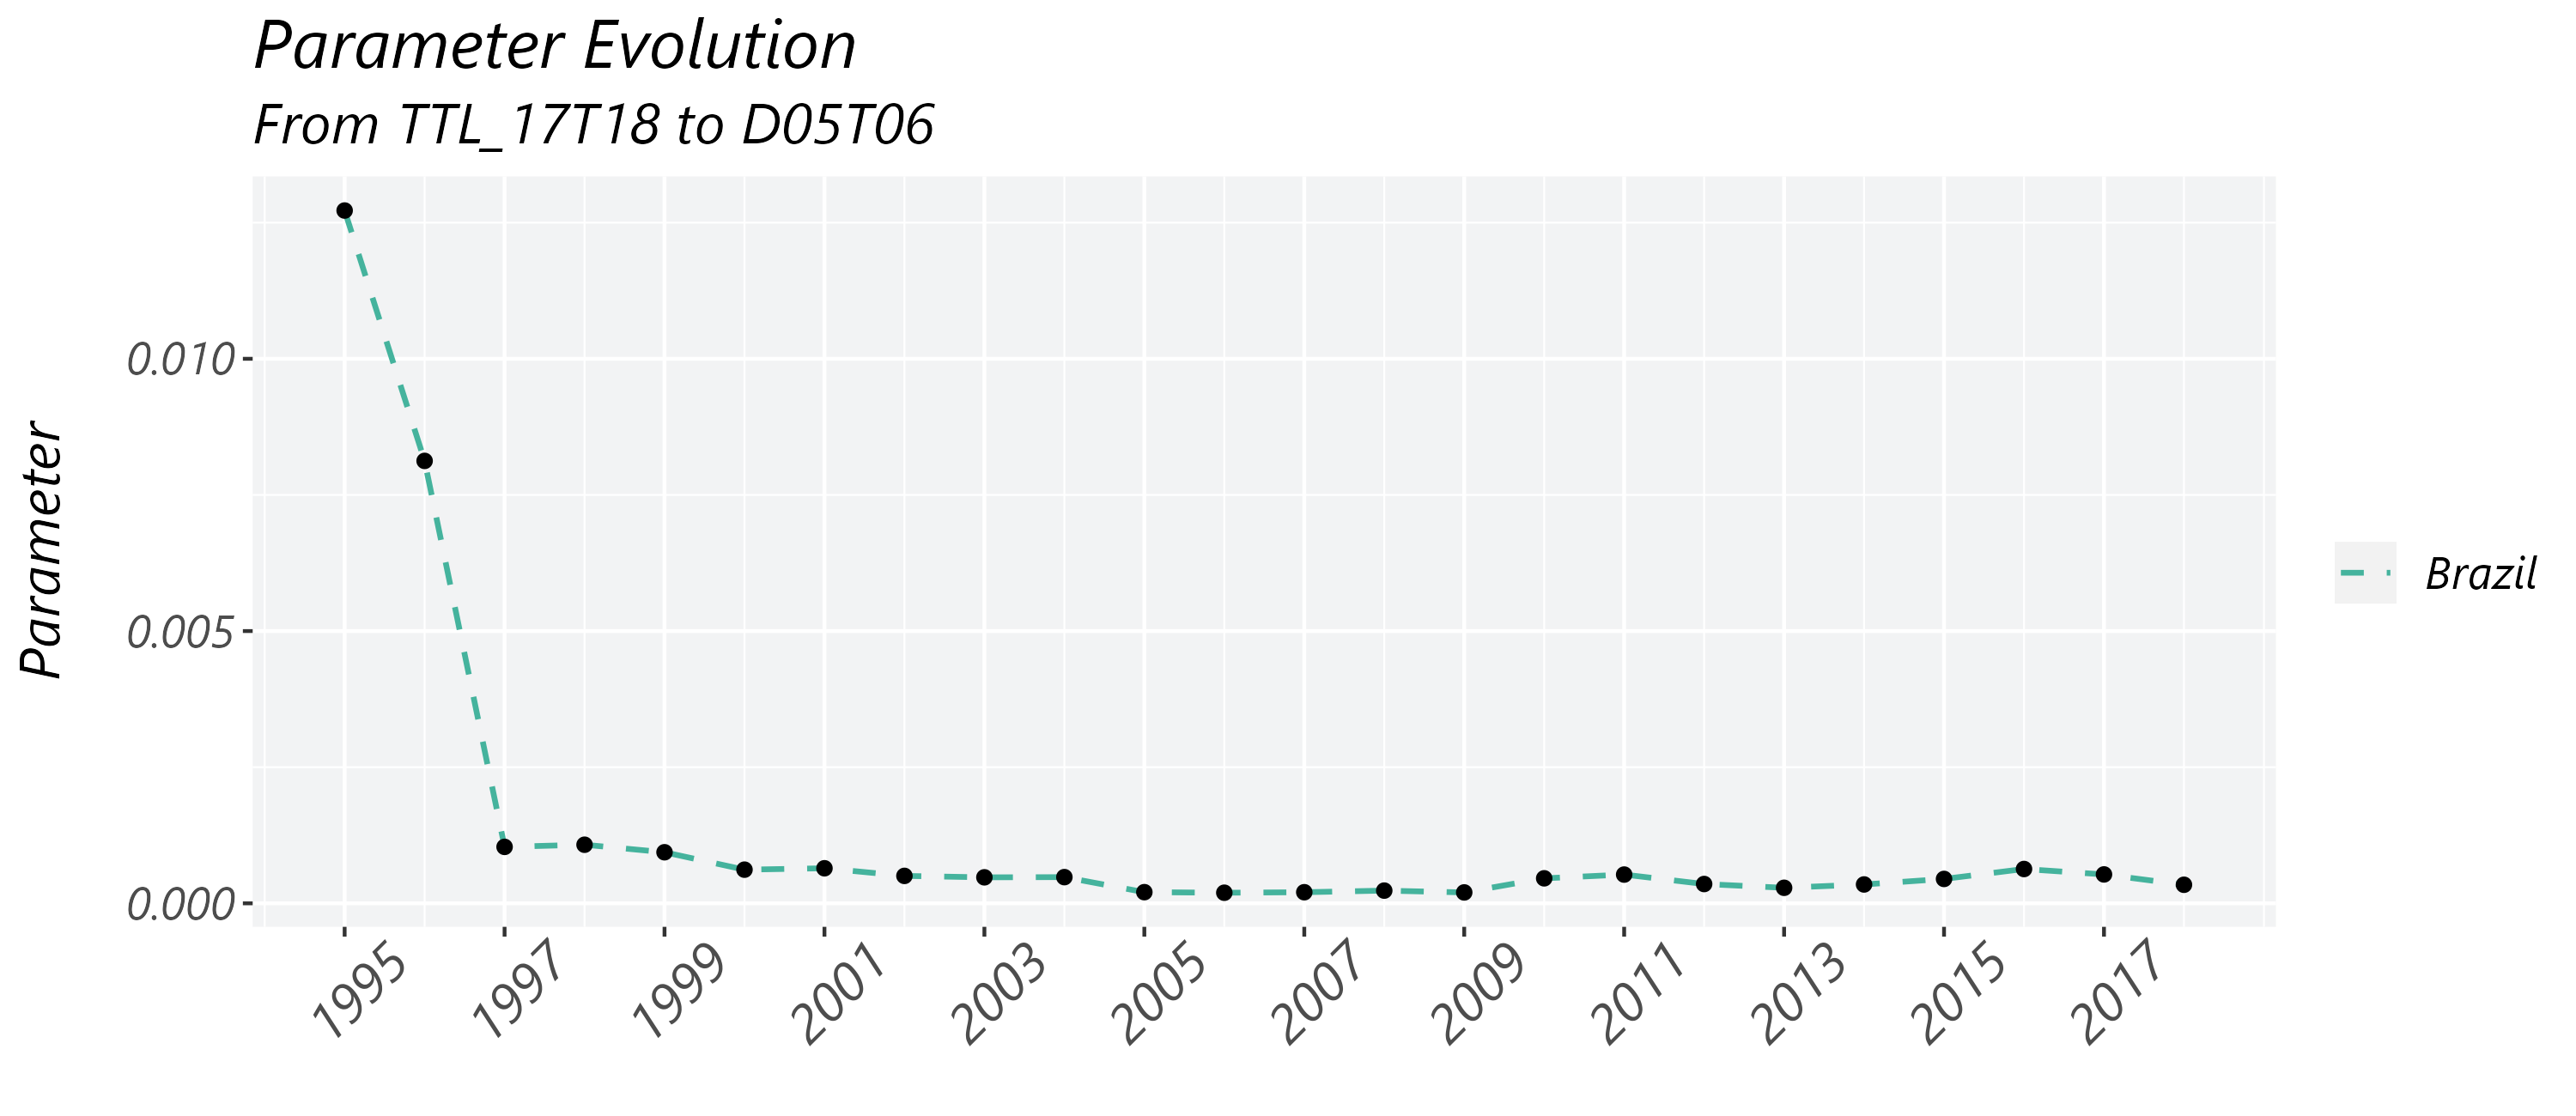 Parameter Evolution
From TTL_17T18 to D05T06
Parameter
0.010
0.005
0.000
1995 1997 1999 2001 2003 2005 2007 2009 2011 2013 2015 2017
Brazil